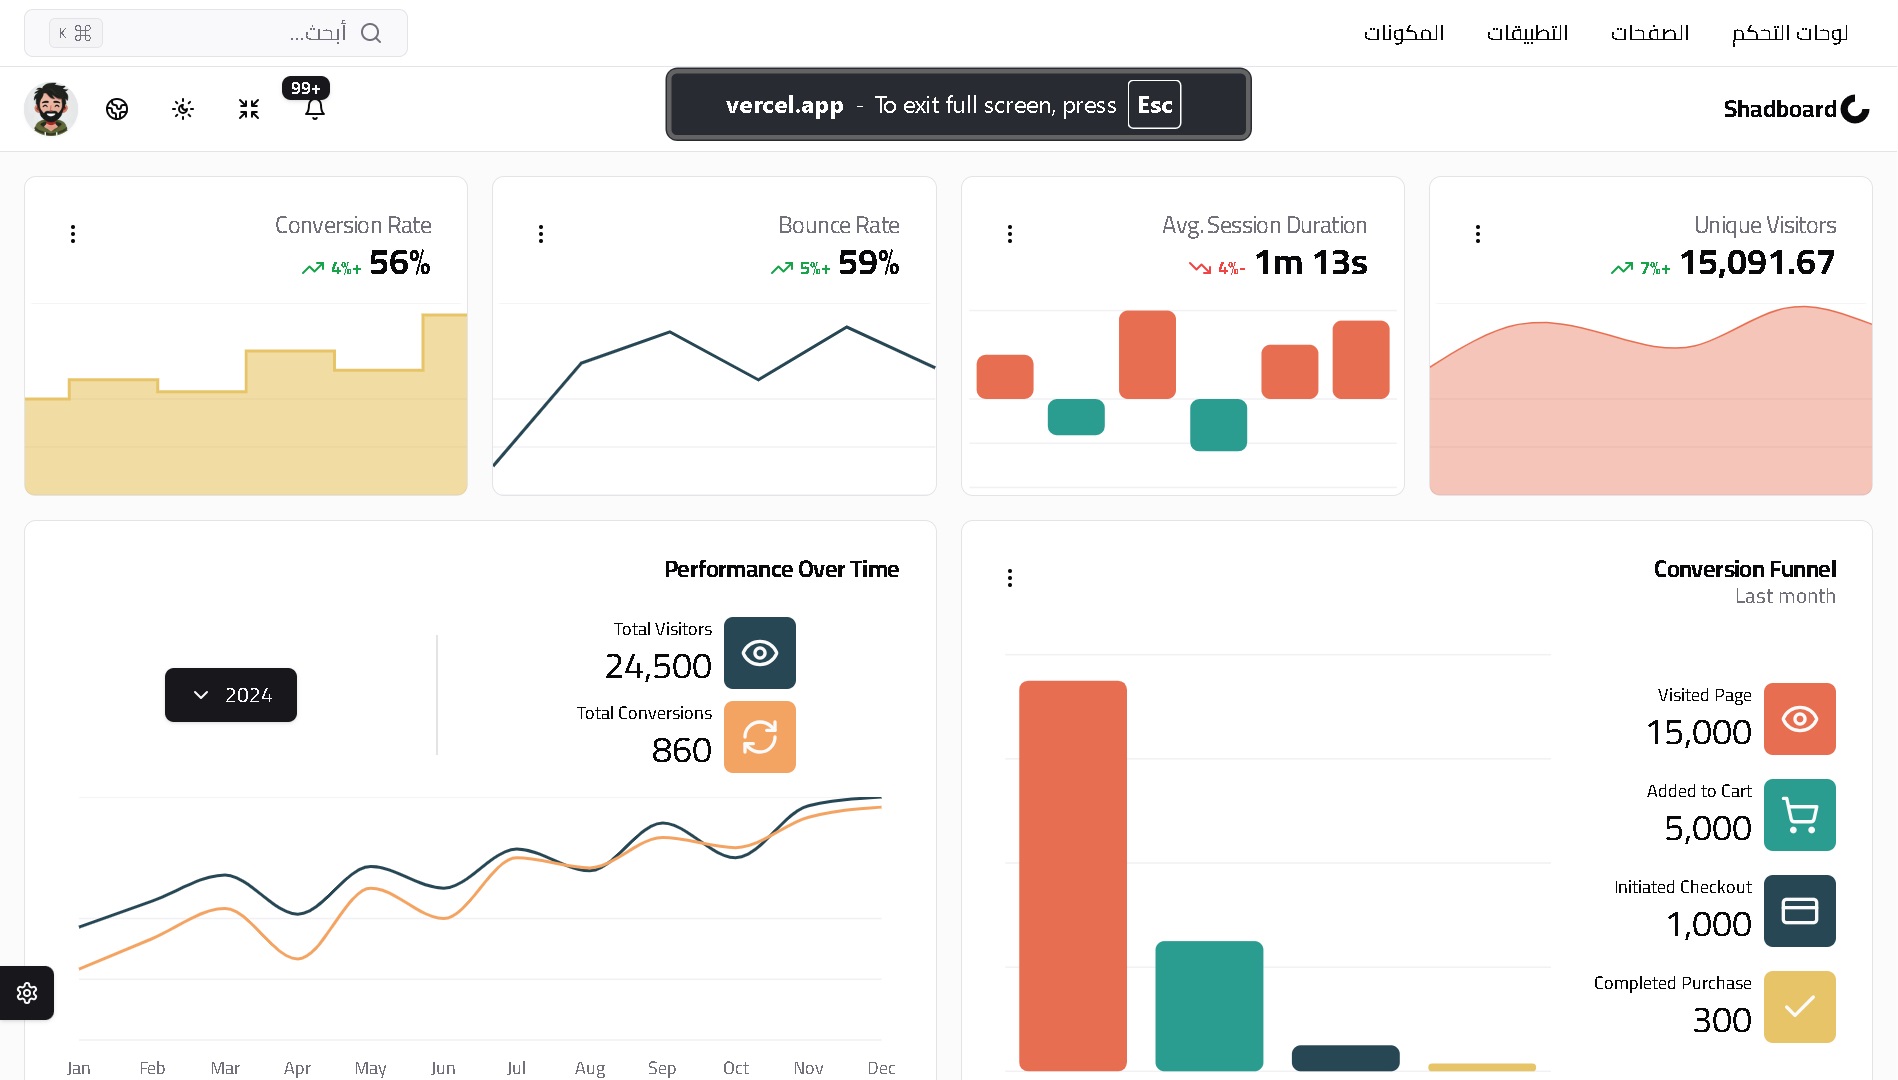 لوحات التحكم
الصفحات
التطبيقات
المكونات
أبحث...
⌘ K
Shadboard
vercel.app - To exit full screen, press Esc
99+
Unique Visitors
15,091.67
7%+
Avg. Session Duration
1m 13s
4%-
Bounce Rate
59%
5%+
Conversion Rate
56%
4%+
Conversion Funnel
Last month
Visited Page
15,000
Added to Cart
5,000
Initiated Checkout
1,000
Completed Purchase
300
Performance Over Time
Total Visitors
24,500
Total Conversions
860
2024
Jan Feb Mar Apr May Jun Jul Aug Sep Oct Nov Dec